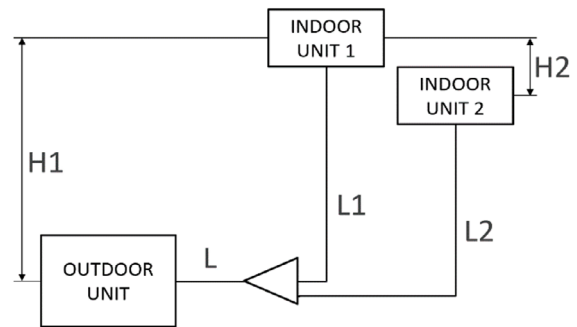 INDOOR
UNIT 1
INDOOR
UNIT 2
H2
H1
L1
L2
L
OUTDOOR
UNIT